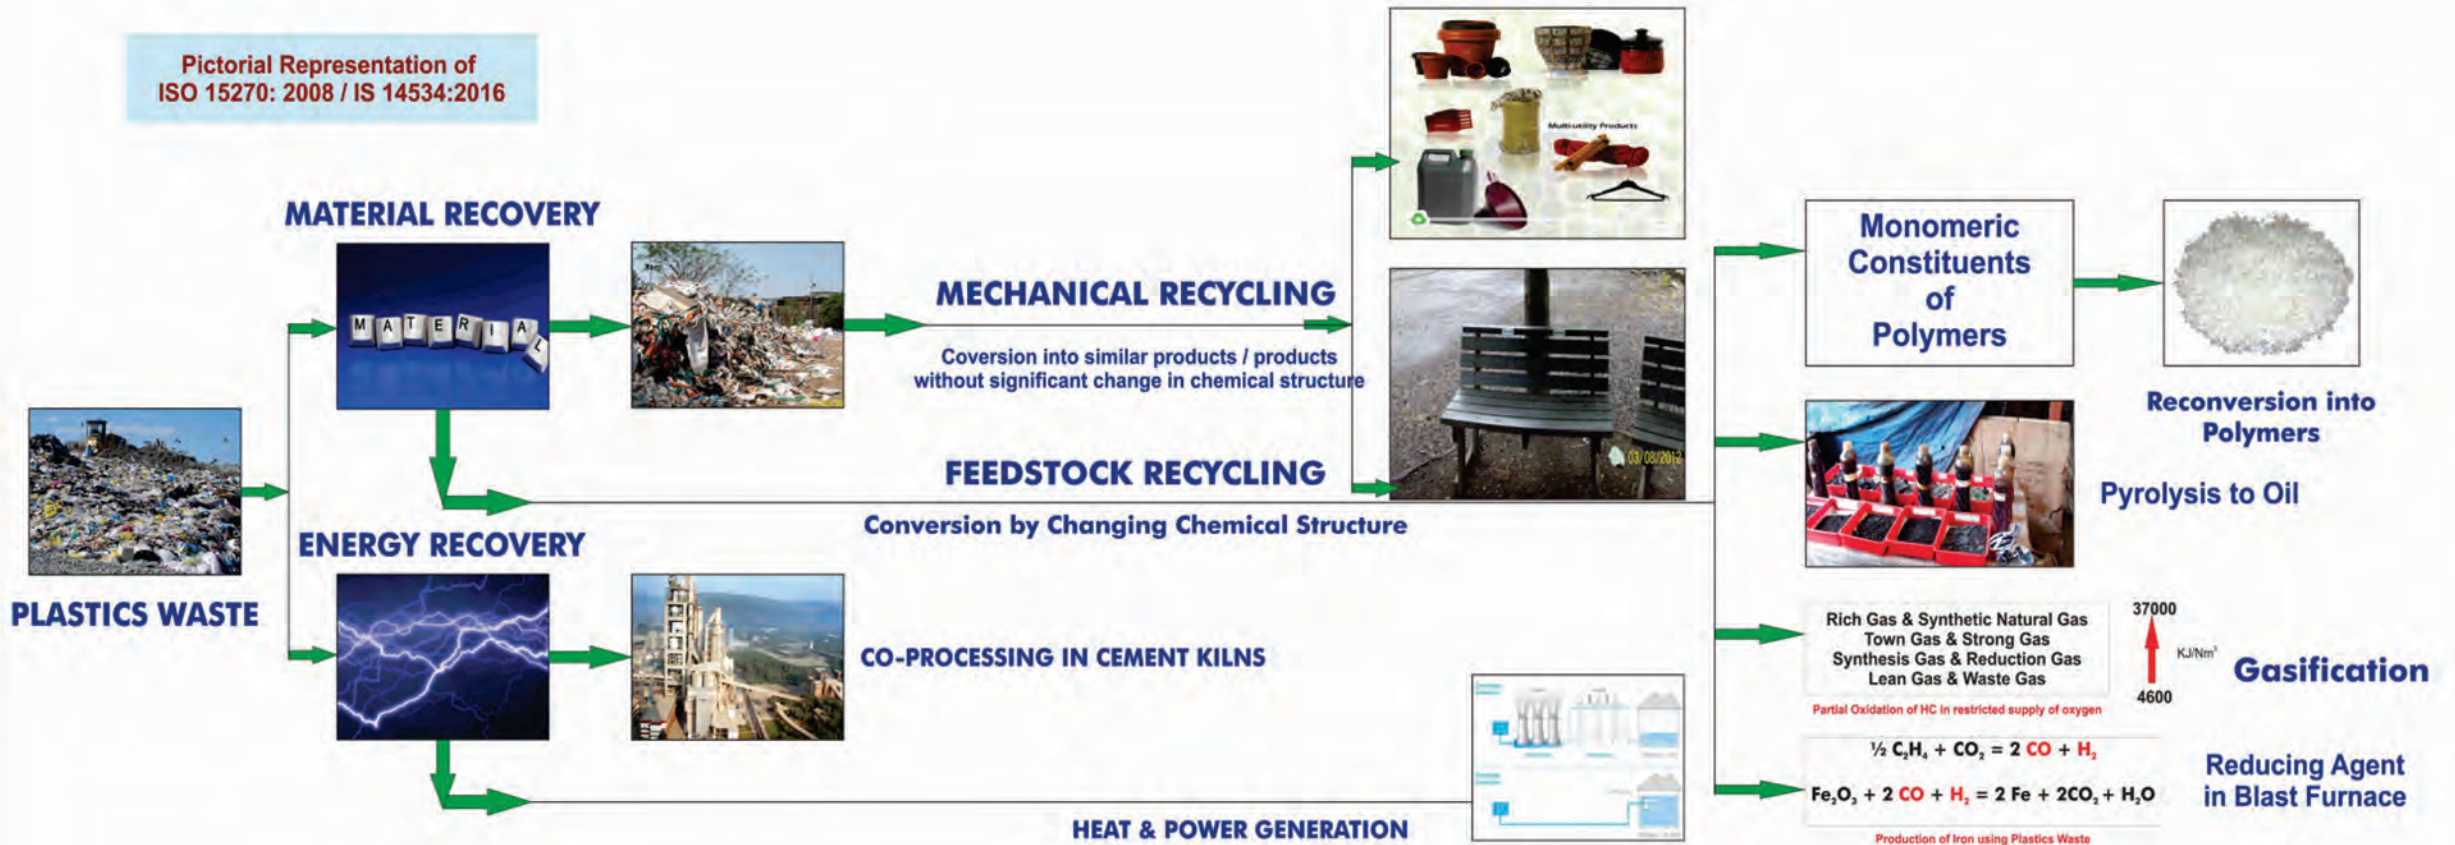 Pictorial Representation of
ISO 15270: 2008 / IS 14534:2016
MATERIAL RECOVERY
MATERIAL
MECHANICAL RECYCLING
Coversion into similar products / products
without significant change in chemical structure
Multi-utility Products
03/08/2012
PLASTICS WASTE
FEEDSTOCK RECYCLING
Conversion by Changing Chemical Structure
ENERGY RECOVERY
CO-PROCESSING IN CEMENT KILNS
HEAT & POWER GENERATION
Monomeric
Constituents
of
Polymers
Reconversion into
Polymers
Pyrolysis to Oil
Rich Gas & Synthetic Natural Gas
Town Gas & Strong Gas
Synthesis Gas & Reduction Gas
Lean Gas & Waste Gas
37000
KJ/Nm³
4600
Gasification
Partial Oxidation of HC in restricted supply of oxygen
½ C₂H₄ + CO₂ = 2 CO + H₂
Fe₂O₃ + 2 CO + H₂ = 2 Fe + 2CO₂ + H₂O
Reducing Agent
in Blast Furnace
Production of Iron using Plastics Waste